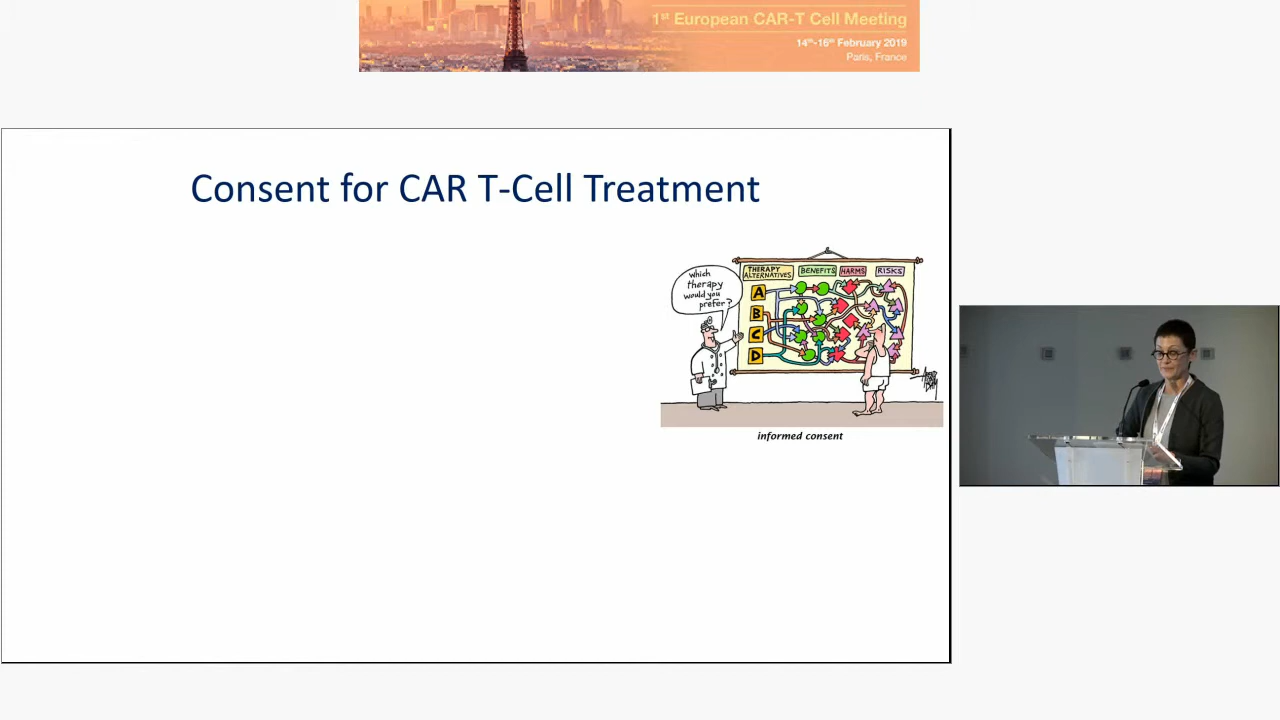 1st European CAR-T Cell Meeting
14th-16th February 2019
Paris, France
Consent for CAR T-Cell Treatment
which
therapy
would you
prefer?
THERAPY
ALTERNATIVES
BENEFITS
HARMS
RISKS
A
B
C
D
informed consent